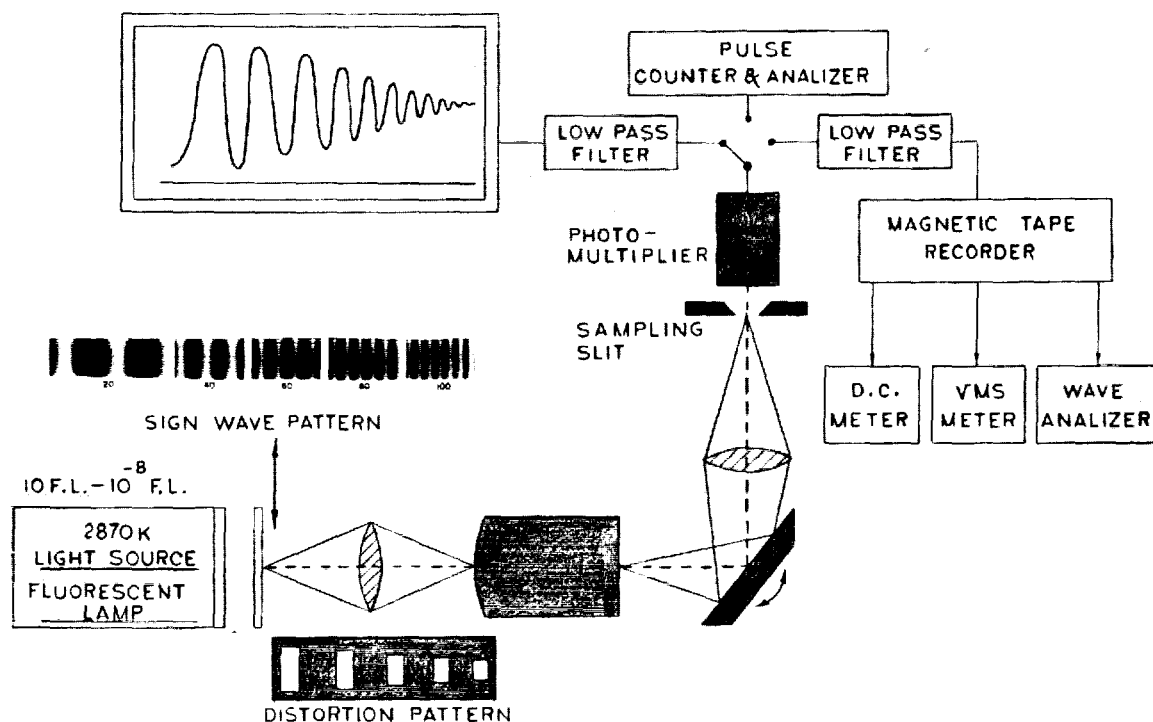 PULSE
COUNTER & ANALIZER
LOW PASS
FILTER
LOW PASS
FILTER
PHOTO-
MULTIPLIER
MAGNETIC TAPE
RECORDER
SAMPLING
SLIT
20 40 60 80 100
SIGN WAVE PATTERN
D.C.
METER
VMS
METER
WAVE
ANALIZER
10 F.L.-10⁻⁸ F.L.
2870K
LIGHT SOURCE
FLUORESCENT
LAMP
DISTORTION PATTERN